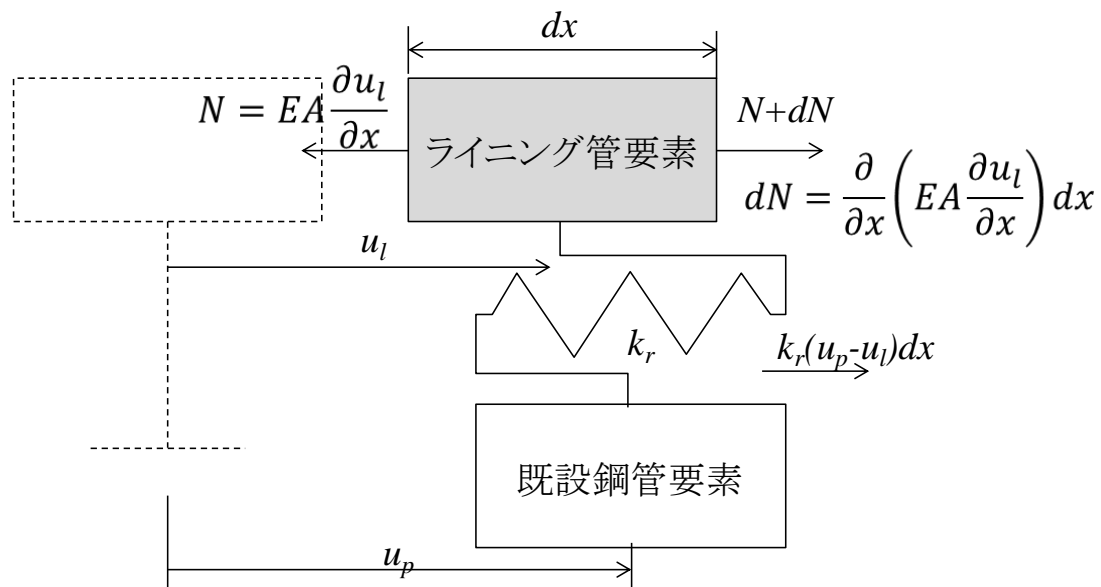 dx
N = EA ∂u_l/∂x
ライニング管要素
N+dN
dN = ∂/∂x (EA ∂u_l/∂x) dx
u_l
k_r
k_r(u_p-u_l)dx
既設鋼管要素
u_p